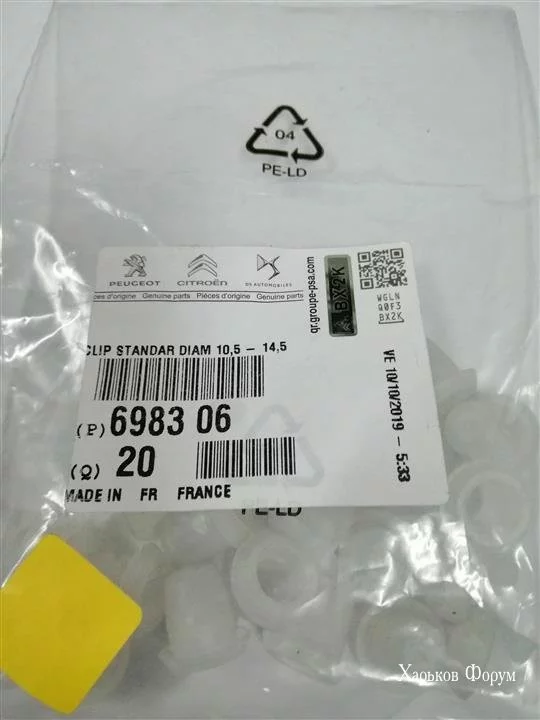 04
PE-LD
PEUGEOT CITROËN DS AUTOMOBILES
ces d'origine Genuine parts Pièces d'origine Genuine parts
qr.groupe-psa.com
BX2K
WGLN
Q0F3
BX2K
CLIP STANDAR DIAM 10,5 - 14,5
VE 10/10/2019 - 5:33
(P) 6983 06
(Q) 20
MADE IN FR FRANCE
PE-LD
Харьков Форум